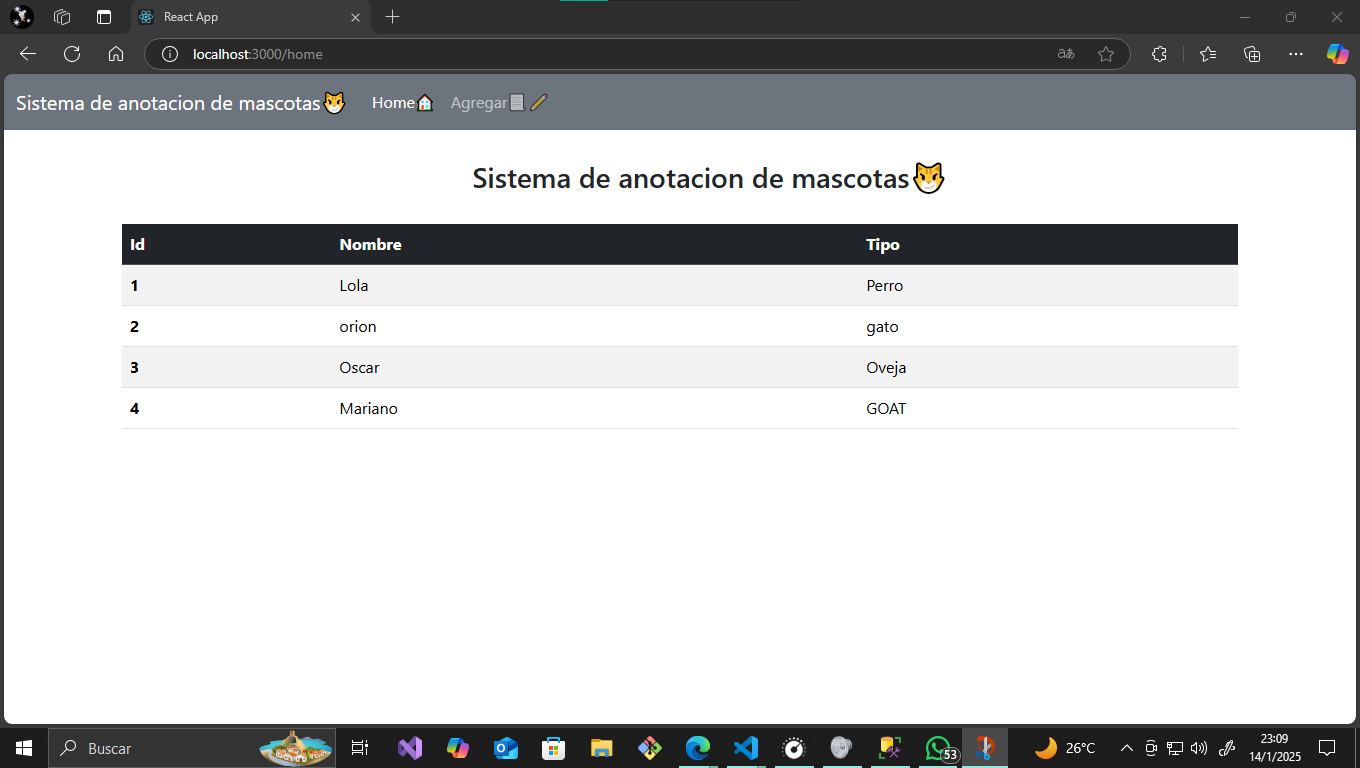 React App
localhost:3000/home
Sistema de anotacion de mascotas🐱 Home🏠 Agregar📃🖍
Sistema de anotacion de mascotas🐱
Id Nombre Tipo
1 Lola Perro
2 orion gato
3 Oscar Oveja
4 Mariano GOAT
Buscar 53 26°C 23:09
14/1/2025